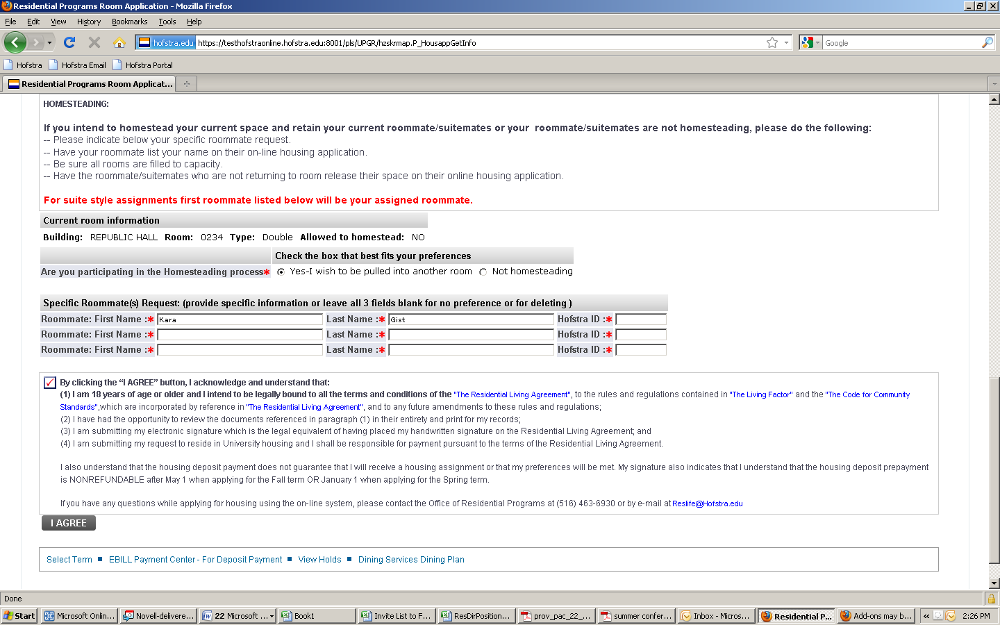 Residential Programs Room Application - Mozilla Firefox
File Edit View History Bookmarks Tools Help
hofstra.edu https://testhofstraonline.hofstra.edu:8001/pls/UPGR/hzskrmap.P_HousappGetInfo Google
Hofstra Hofstra Email Hofstra Portal
Residential Programs Room Applicat...
HOMESTEADING:
If you intend to homestead your current space and retain your current roommate/suitemates or your roommate/suitemates are not homesteading, please do the following:
-- Please indicate below your specific roommate request.
-- Have your roommate list your name on their on-line housing application.
-- Be sure all rooms are filled to capacity.
-- Have the roommate/suitemates who are not returning to room release their space on their online housing application.
For suite style assignments first roommate listed below will be your assigned roommate.
Current room information
Building: REPUBLIC HALL Room: 0234 Type: Double Allowed to homestead: NO
Check the box that best fits your preferences
Are you participating in the Homesteading process* Yes-I wish to be pulled into another room Not homesteading
Specific Roommate(s) Request: (provide specific information or leave all 3 fields blank for no preference or for deleting )
Roommate: First Name :* Kara Last Name :* Gist Hofstra ID :*
Roommate: First Name :* Last Name :* Hofstra ID :*
Roommate: First Name :* Last Name :* Hofstra ID :*
By clicking the “I AGREE” button, I acknowledge and understand that:
(1) I am 18 years of age or older and I intend to be legally bound to all the terms and conditions of the "The Residential Living Agreement", to the rules and regulations contained in "The Living Factor" and the "The Code for Community
Standards",which are incorporated by reference in "The Residential Living Agreement", and to any future amendments to these rules and regulations;
(2) I have had the opportunity to review the documents referenced in paragraph (1) in their entirety and print for my records;
(3) I am submitting my electronic signature which is the legal equivalent of having placed my handwritten signature on the Residential Living Agreement; and
(4) I am submitting my request to reside in University housing and I shall be responsible for payment pursuant to the terms of the Residential Living Agreement.
I also understand that the housing deposit payment does not guarantee that I will receive a housing assignment or that my preferences will be met. My signature also indicates that I understand that the housing deposit prepayment
is NONREFUNDABLE after May 1 when applying for the Fall term OR January 1 when applying for the Spring term.
If you have any questions while applying for housing using the on-line system, please contact the Office of Residential Programs at (516) 463-6930 or by e-mail at Reslife@Hofstra.edu
I AGREE
Select Term EBILL Payment Center - For Deposit Payment View Holds Dining Services Dining Plan
Done
Start Microsoft Onlin... Novell-delivere... 22 Microsoft ... Book1 Invite List to F... ResDirPosition... prov_pac_22_... summer confer... Inbox - Micros... Residential P... Add-ons may b... « 2:26 PM